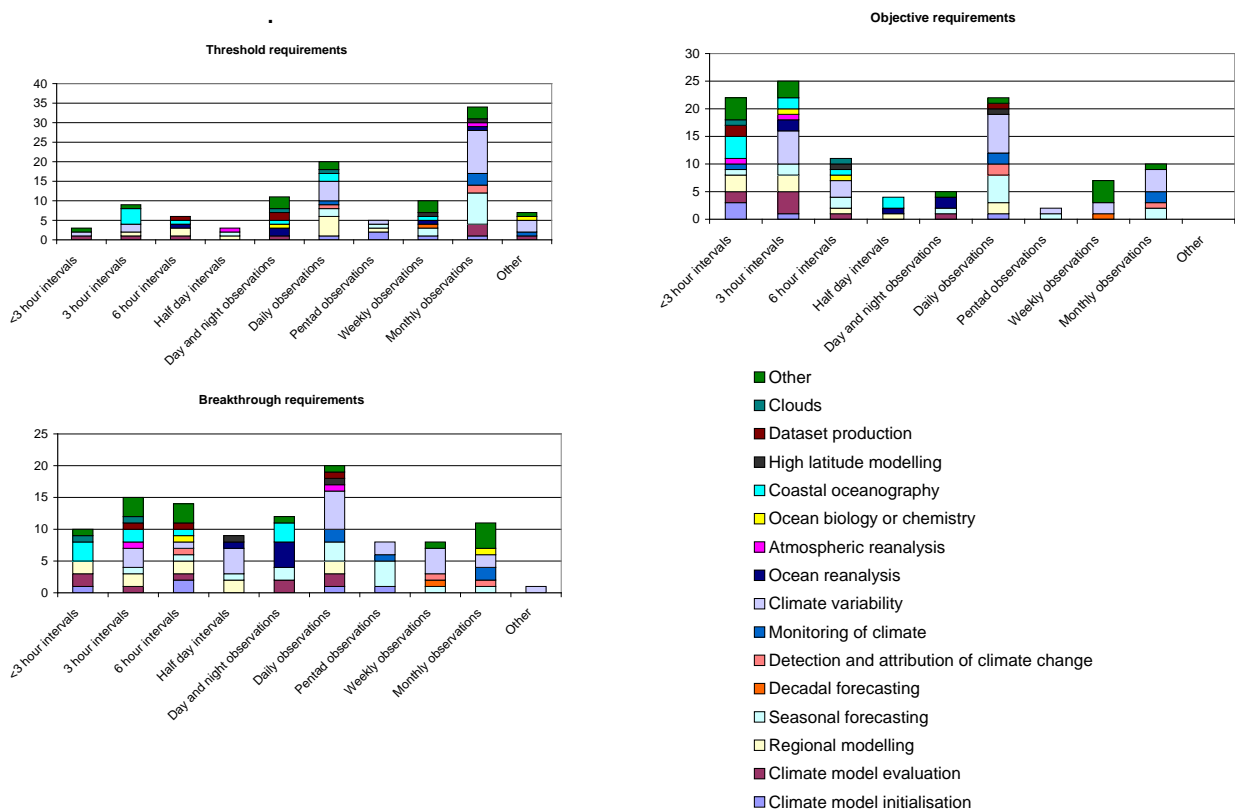 .
Threshold requirements
40
35
30
25
20
15
10
5
0
<3 hour intervals
3 hour intervals
6 hour intervals
Half day intervals
Day and night observations
Daily observations
Pentad observations
Weekly observations
Monthly observations
Other
Objective requirements
30
25
20
15
10
5
0
<3 hour intervals
3 hour intervals
6 hour intervals
Half day intervals
Day and night observations
Daily observations
Pentad observations
Weekly observations
Monthly observations
Other
Breakthrough requirements
25
20
15
10
5
0
<3 hour intervals
3 hour intervals
6 hour intervals
Half day intervals
Day and night observations
Daily observations
Pentad observations
Weekly observations
Monthly observations
Other
Other
Clouds
Dataset production
High latitude modelling
Coastal oceanography
Ocean biology or chemistry
Atmospheric reanalysis
Ocean reanalysis
Climate variability
Monitoring of climate
Detection and attribution of climate change
Decadal forecasting
Seasonal forecasting
Regional modelling
Climate model evaluation
Climate model initialisation